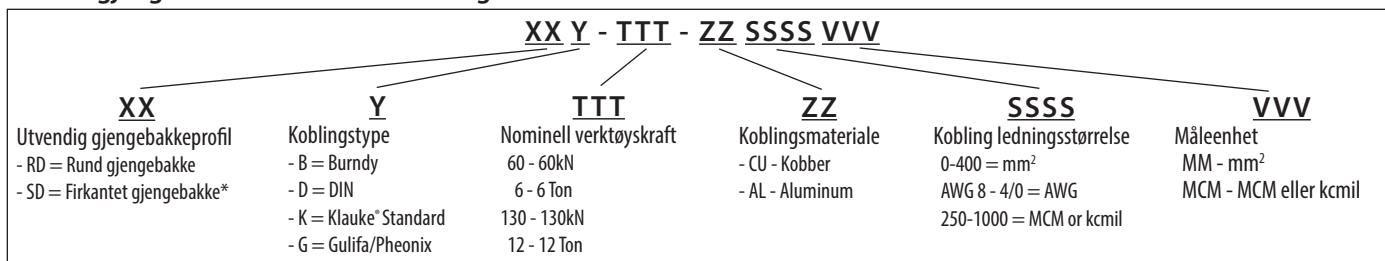 XX Y - TTT - ZZ SSSS VVV
XX
Utvendig gjengebakkeprofil
- RD = Rund gjengebakke
- SD = Firkantet gjengebakke*
Y
Koblingstype
- B = Burndy
- D = DIN
- K = Klauke® Standard
- G = Gulifa/Pheonix
TTT
Nominell verktøyskraft
60 - 60kN
6 - 6 Ton
130 - 130kN
12 - 12 Ton
ZZ
Koblingsmateriale
- CU - Kobber
- AL - Aluminum
SSSS
Kobling ledningsstørrelse
0-400 = mm²
AWG 8 - 4/0 = AWG
250-1000 = MCM or kcmil
VVV
Måleenhet
MM - mm²
MCM - MCM eller kcmil